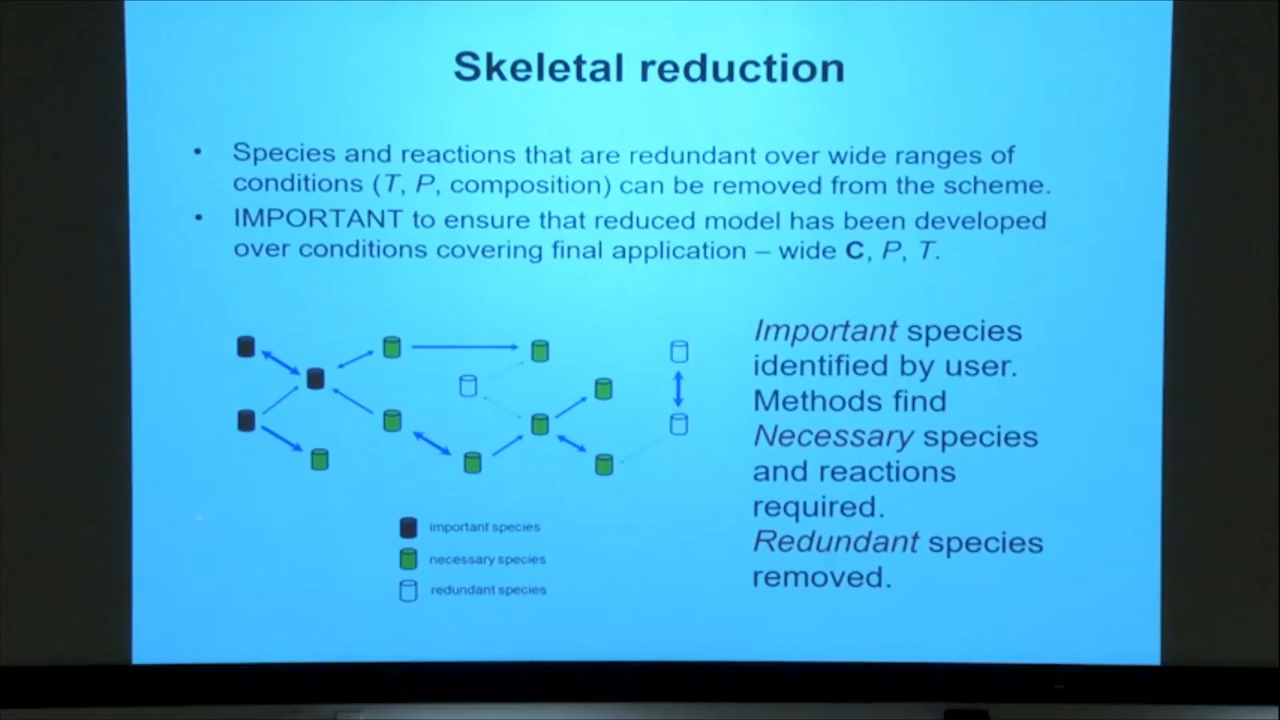 Skeletal reduction
• Species and reactions that are redundant over wide ranges of
conditions (T, P, composition) can be removed from the scheme.
• IMPORTANT to ensure that reduced model has been developed
over conditions covering final application – wide C, P, T.
Important species
identified by user.
Methods find
Necessary species
and reactions
required.
Redundant species
removed.
important species
necessary species
redundant species